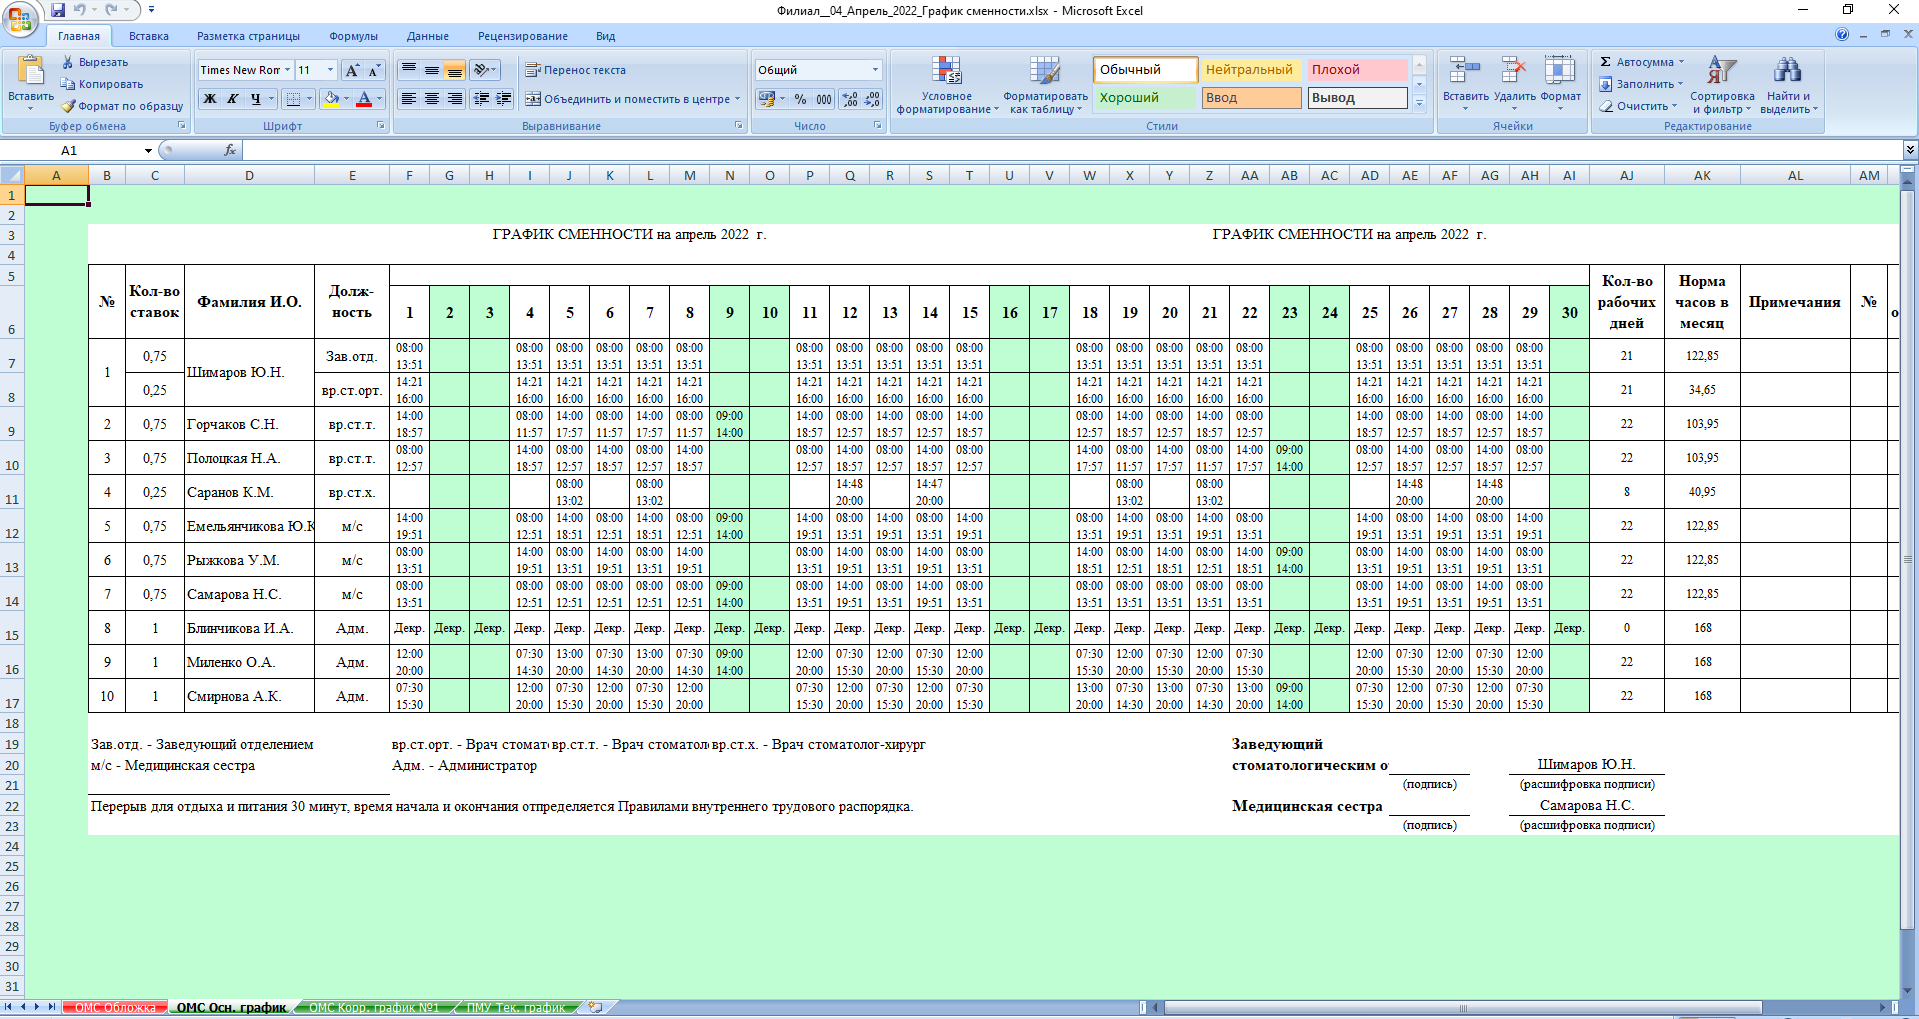 Филиал__04_Апрель_2022_График сменности.xlsx - Microsoft Excel
Главная Вставка Разметка страницы Формулы Данные Рецензирование Вид
Вставить Вырезать Копировать Формат по образцу
Буфер обмена
Times New Ron 11
Ж К Ч
Шрифт
Перенос текста
Объединить и поместить в центре
Выравнивание
Общий
% 000
Число
Условное форматирование Форматировать как таблицу
Обычный Нейтральный Плохой
Хороший Ввод Вывод
Стили
Вставить Удалить Формат
Ячейки
Σ Автосумма
Заполнить
Очистить
Сортировка и фильтр Найти и выделить
Редактирование
A1 fx
A B C D E F G H I J K L M N O P Q R S T U V W X Y Z AA AB AC AD AE AF AG AH AI AJ AK AL AM
ГРАФИК СМЕННОСТИ на апрель 2022 г. ГРАФИК СМЕННОСТИ на апрель 2022 г.
№ Кол-во ставок Фамилия И.О. Долж-ность 1 2 3 4 5 6 7 8 9 10 11 12 13 14 15 16 17 18 19 20 21 22 23 24 25 26 27 28 29 30 Кол-во рабочих дней Норма часов в месяц Примечания №
1 0,75 Шимаров Ю.Н. Зав.отд. 21 122,85
08:00 08:00 08:00 08:00 08:00 08:00 08:00 08:00 08:00 08:00 08:00 08:00 08:00 08:00 08:00 08:00 08:00 08:00 08:00 08:00 08:00
13:51 13:51 13:51 13:51 13:51 13:51 13:51 13:51 13:51 13:51 13:51 13:51 13:51 13:51 13:51 13:51 13:51 13:51 13:51 13:51 13:51
0,25 вр.ст.орт. 21 34,65
14:21 14:21 14:21 14:21 14:21 14:21 14:21 14:21 14:21 14:21 14:21 14:21 14:21 14:21 14:21 14:21 14:21 14:21 14:21 14:21 14:21
16:00 16:00 16:00 16:00 16:00 16:00 16:00 16:00 16:00 16:00 16:00 16:00 16:00 16:00 16:00 16:00 16:00 16:00 16:00 16:00 16:00
2 0,75 Горчаков С.Н. вр.ст.т. 22 103,95
14:00 08:00 14:00 08:00 14:00 08:00 09:00 14:00 08:00 14:00 08:00 14:00 08:00 14:00 08:00 14:00 08:00 14:00 08:00 14:00 08:00 14:00
18:57 11:57 17:57 11:57 17:57 11:57 14:00 18:57 12:57 18:57 12:57 18:57 12:57 18:57 12:57 18:57 12:57 18:57 12:57 18:57 12:57 18:57
3 0,75 Полоцкая Н.А. вр.ст.т. 22 103,95
08:00 14:00 08:00 14:00 08:00 14:00 08:00 14:00 08:00 14:00 08:00 14:00 08:00 14:00 08:00 14:00 09:00 08:00 14:00 08:00 14:00 08:00
12:57 18:57 12:57 18:57 12:57 18:57 12:57 18:57 12:57 18:57 12:57 17:57 11:57 17:57 11:57 17:57 14:00 12:57 18:57 12:57 18:57 12:57
4 0,25 Саранов К.М. вр.ст.х. 8 40,95
08:00 08:00 14:48 14:47 08:00 08:00 14:48 14:48
13:02 13:02 20:00 20:00 13:02 13:02 20:00 20:00
5 0,75 Емельянчикова Ю.К м/с 22 122,85
14:00 08:00 14:00 08:00 14:00 08:00 09:00 14:00 08:00 14:00 08:00 14:00 08:00 14:00 08:00 14:00 08:00 14:00 08:00 14:00 08:00 14:00
19:51 12:51 18:51 12:51 18:51 12:51 14:00 19:51 13:51 19:51 13:51 19:51 13:51 19:51 13:51 19:51 13:51 19:51 13:51 19:51 13:51 19:51
6 0,75 Рыжкова У.М. м/с 22 122,85
08:00 14:00 08:00 14:00 08:00 14:00 08:00 14:00 08:00 14:00 08:00 14:00 08:00 14:00 08:00 14:00 09:00 08:00 14:00 08:00 14:00 08:00
13:51 19:51 13:51 19:51 13:51 19:51 13:51 19:51 13:51 19:51 13:51 18:51 12:51 18:51 12:51 18:51 14:00 13:51 19:51 13:51 19:51 13:51
7 0,75 Самарова Н.С. м/с 22 122,85
08:00 08:00 08:00 08:00 08:00 08:00 09:00 08:00 14:00 08:00 14:00 08:00 08:00 08:00 08:00 08:00 08:00 08:00 14:00 08:00 14:00 08:00
13:51 12:51 12:51 12:51 12:51 12:51 14:00 13:51 19:51 13:51 19:51 13:51 13:51 13:51 13:51 13:51 13:51 13:51 19:51 13:51 19:51 13:51
8 1 Блинчикова И.А. Адм. Декр. Декр. Декр. Декр. Декр. Декр. Декр. Декр. Декр. Декр. Декр. Декр. Декр. Декр. Декр. Декр. Декр. Декр. Декр. Декр. Декр. Декр. Декр. Декр. Декр. Декр. Декр. Декр. Декр. Декр. 0 168
9 1 Миленко О.А. Адм. 22 168
12:00 07:30 13:00 07:30 13:00 07:30 09:00 12:00 07:30 12:00 07:30 12:00 07:30 12:00 07:30 12:00 07:30 12:00 07:30 12:00 07:30 12:00
20:00 14:30 20:00 14:30 20:00 14:30 14:00 20:00 15:30 20:00 15:30 20:00 15:30 20:00 15:30 20:00 15:30 20:00 15:30 20:00 15:30 20:00
10 1 Смирнова А.К. Адм. 22 168
07:30 12:00 07:30 12:00 07:30 12:00 07:30 12:00 07:30 12:00 07:30 13:00 07:30 13:00 07:30 13:00 09:00 07:30 12:00 07:30 12:00 07:30
15:30 20:00 15:30 20:00 15:30 20:00 15:30 20:00 15:30 20:00 15:30 20:00 14:30 20:00 14:30 20:00 14:00 15:30 20:00 15:30 20:00 15:30
Зав.отд. - Заведующий отделением вр.ст.орт. - Врач стомат вр.ст.т. - Врач стоматол вр.ст.х. - Врач стоматолог-хирург Заведующий
м/с - Медицинская сестра Адм. - Администратор стоматологическим о Шимаров Ю.Н.
(подпись) (расшифровка подписи)
Перерыв для отдыха и питания 30 минут, время начала и окончания отпределяется Правилами внутреннего трудового распорядка. Медицинская сестра Самарова Н.С.
(подпись) (расшифровка подписи)
1 2 3 4 5 6 7 8 9 10 11 12 13 14 15 16 17 18 19 20 21 22 23 24 25 26 27 28 29 30 31
ОМС Обложка ОМС Осн. график ОМС Корр. график №1 ПМУ Тек. график